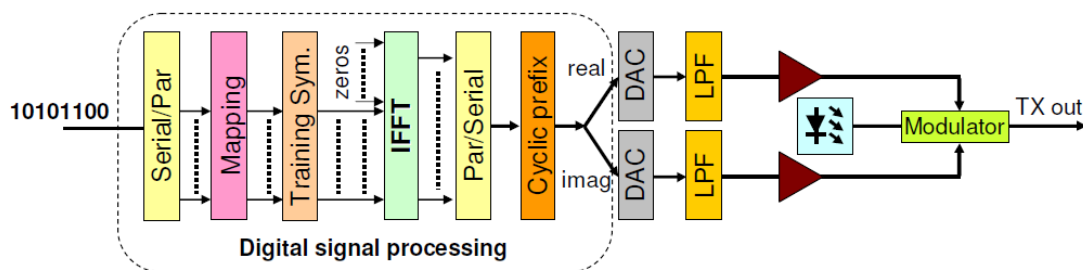 10101100
Serial/Par
Mapping
Training Sym.
zeros
IFFT
Par/Serial
Cyclic prefix
real
imag
DAC
LPF
DAC
LPF
Modulator
TX out
Digital signal processing